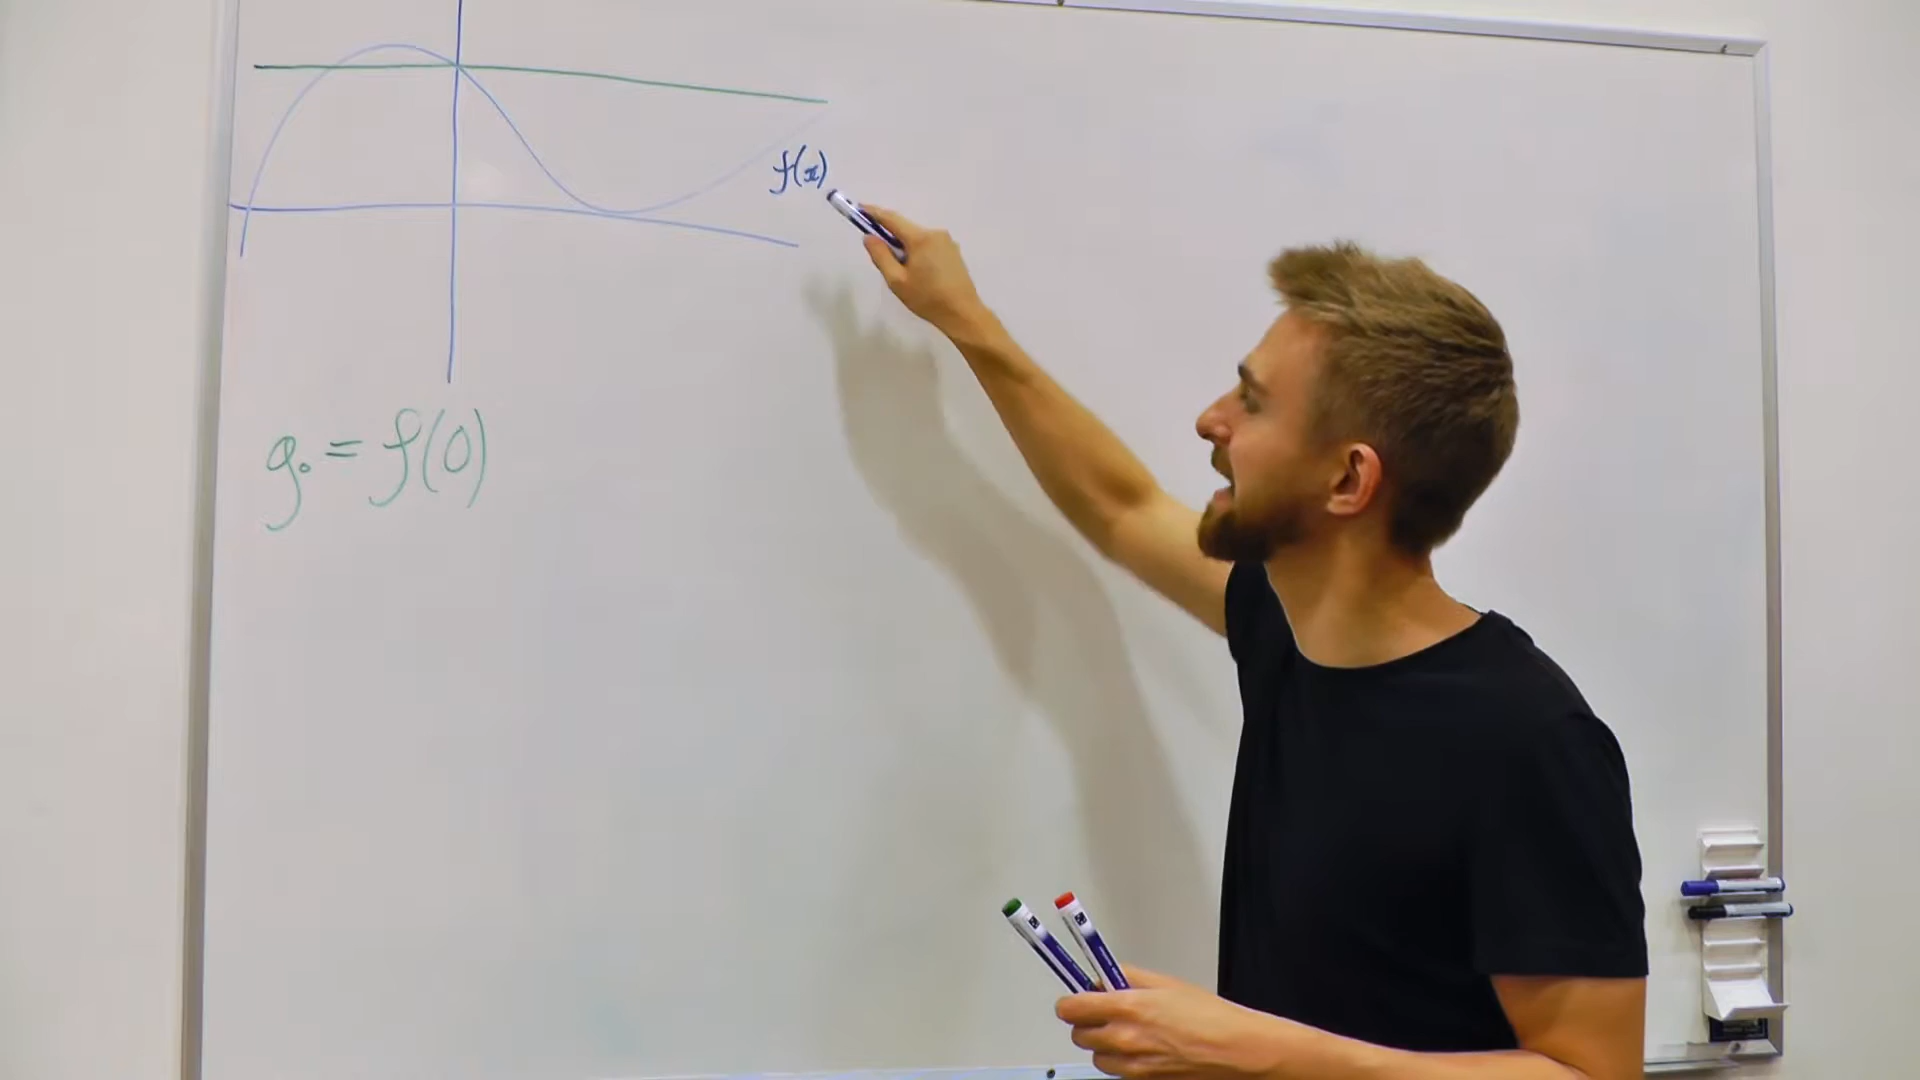 f(x)
g₀ = f(0)